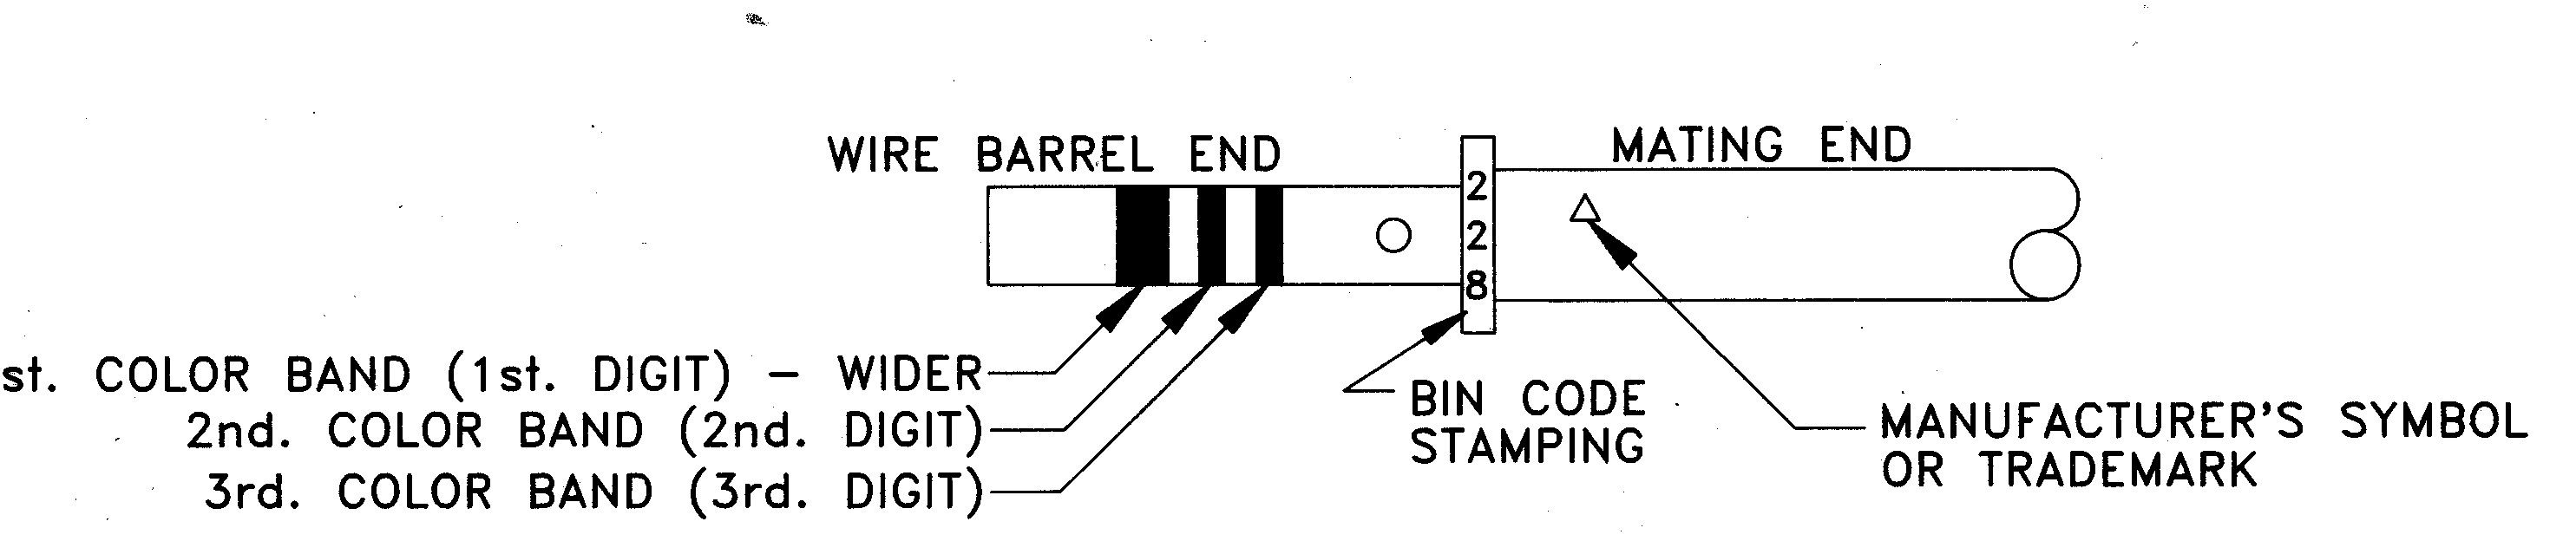 WIRE BARREL END
MATING END
2
2
8
st. COLOR BAND (1st. DIGIT) - WIDER
2nd. COLOR BAND (2nd. DIGIT)
3rd. COLOR BAND (3rd. DIGIT)
BIN CODE
STAMPING
MANUFACTURER'S SYMBOL
OR TRADEMARK